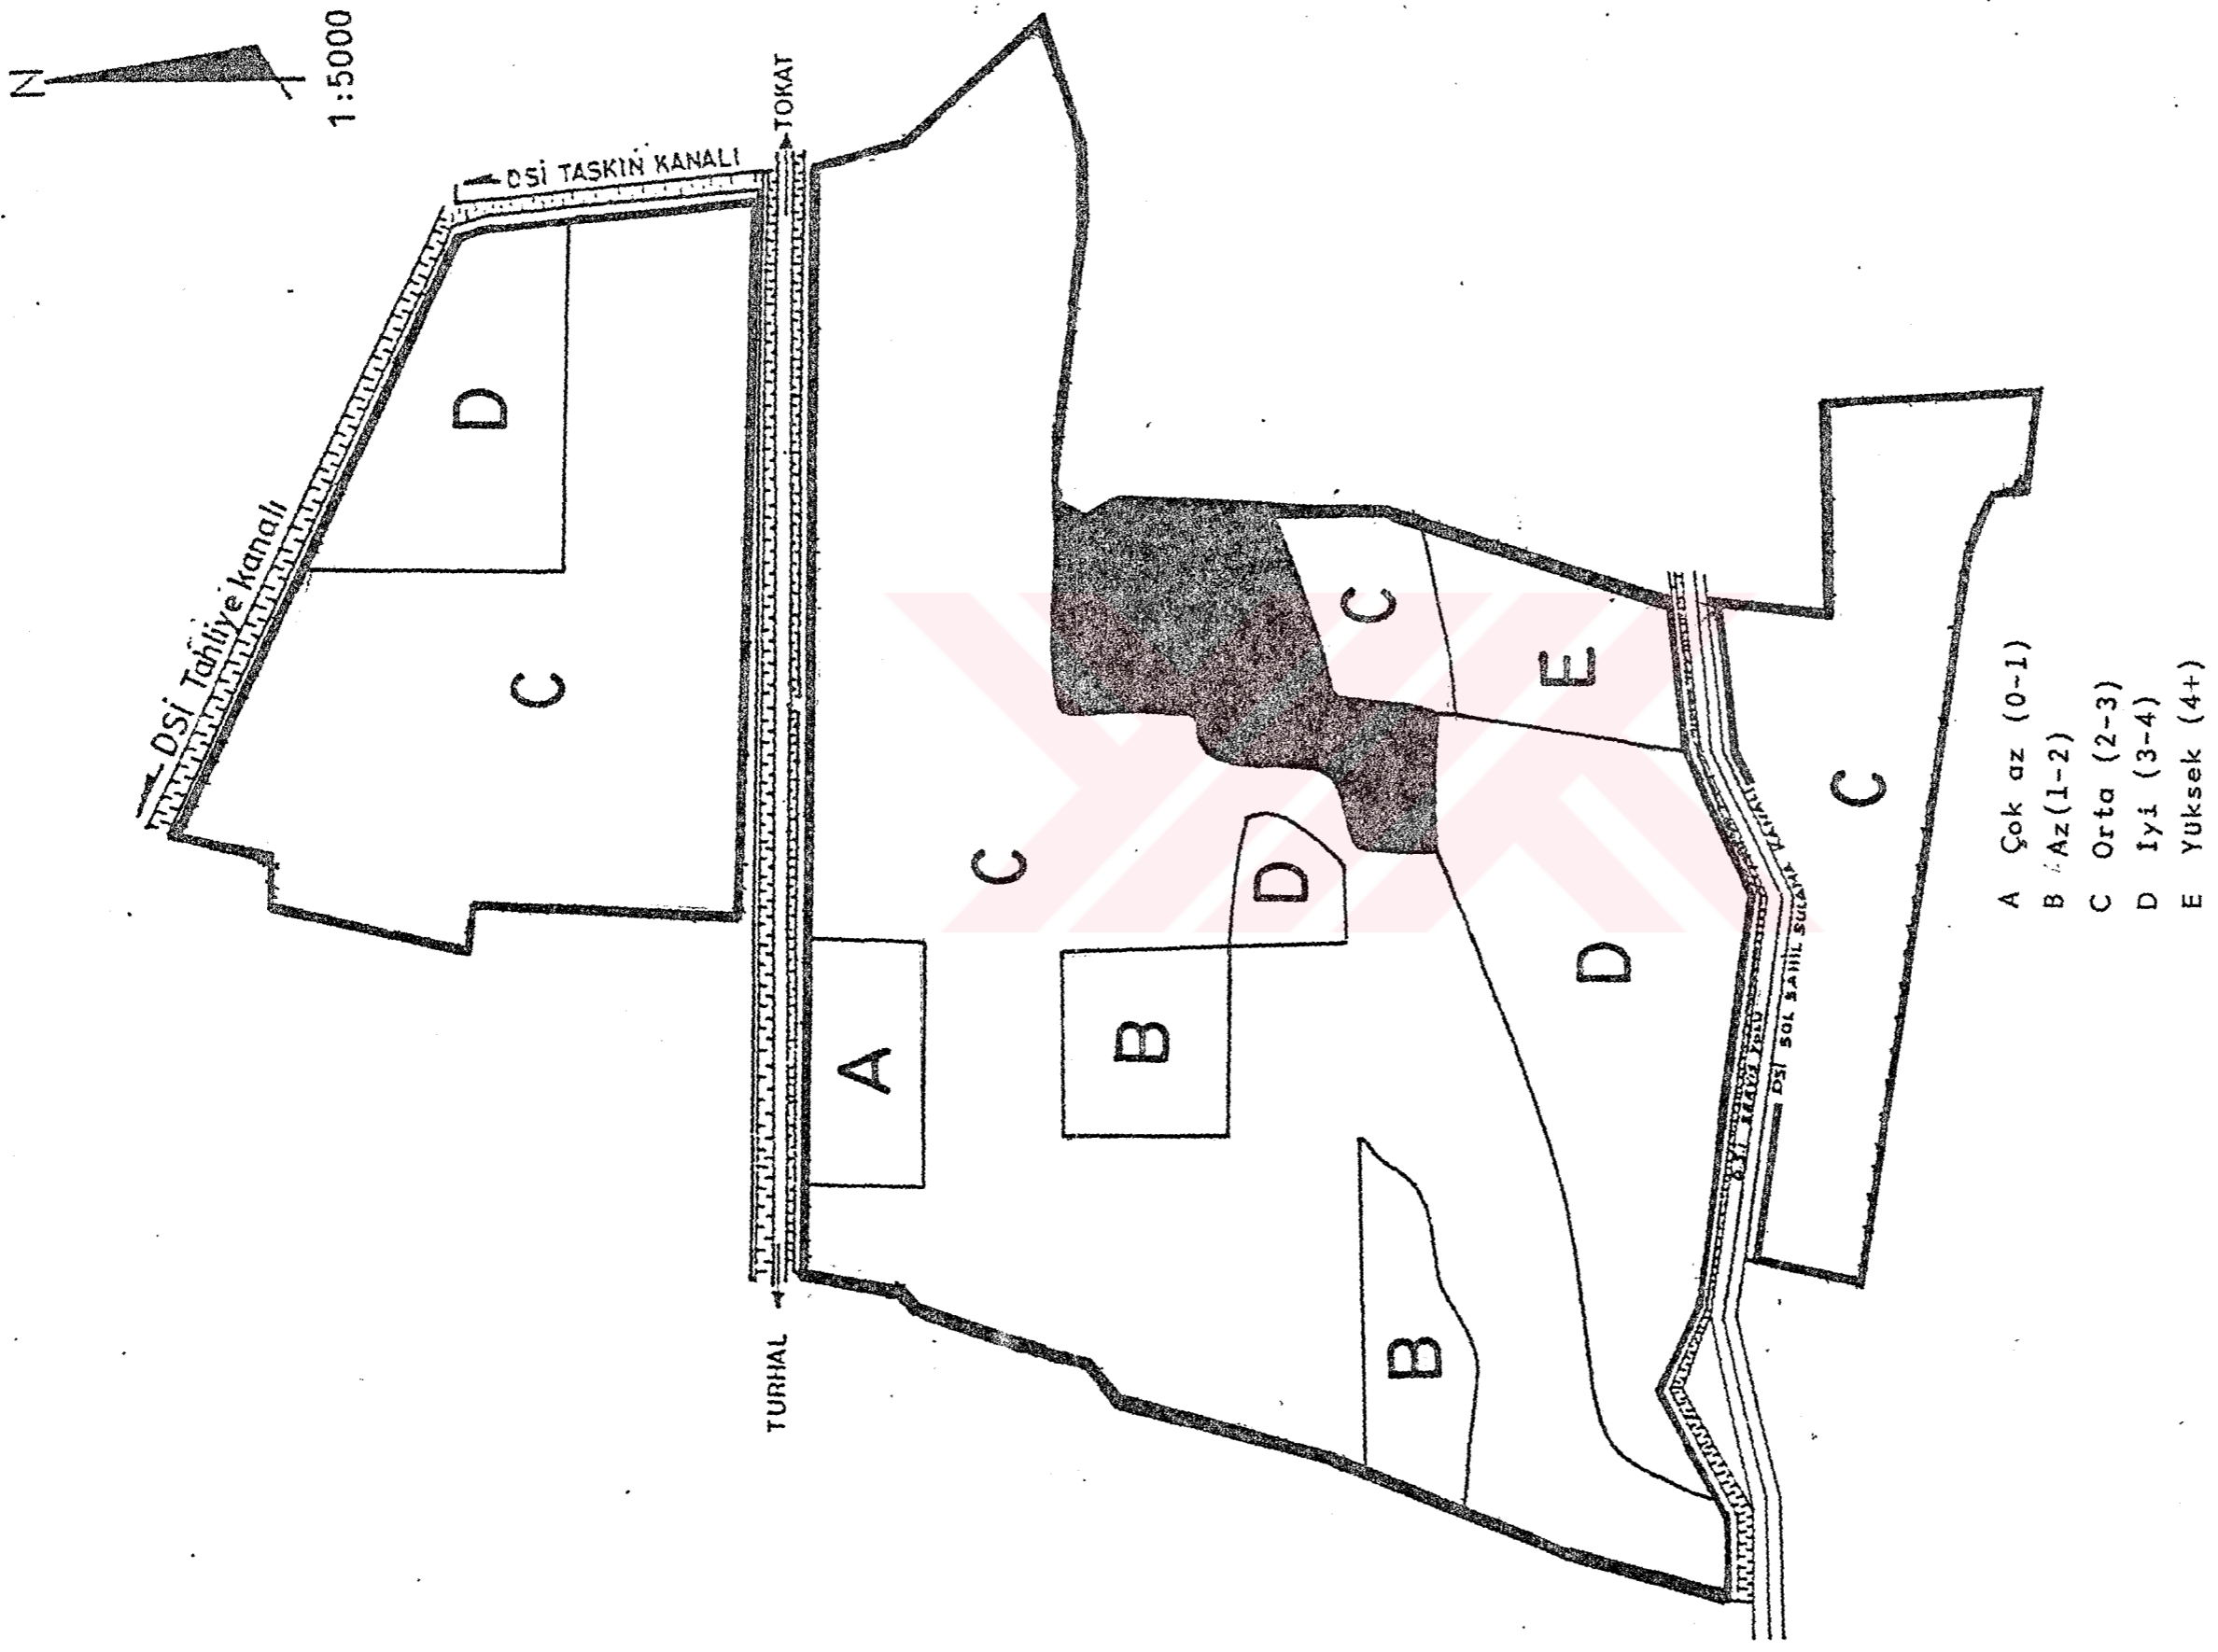 N
1:5000
DSİ TAŞKIN KANALI
DSİ Tahliye kanalı
TOKAT
TURHAL
D
C
C
A
B
D
B
C
E
D
DSİ SOL SAHİL SULAMA KANALI
C
A Çok az (0-1)
B Az (1-2)
C Orta (2-3)
D İyi (3-4)
E Yüksek (4+)